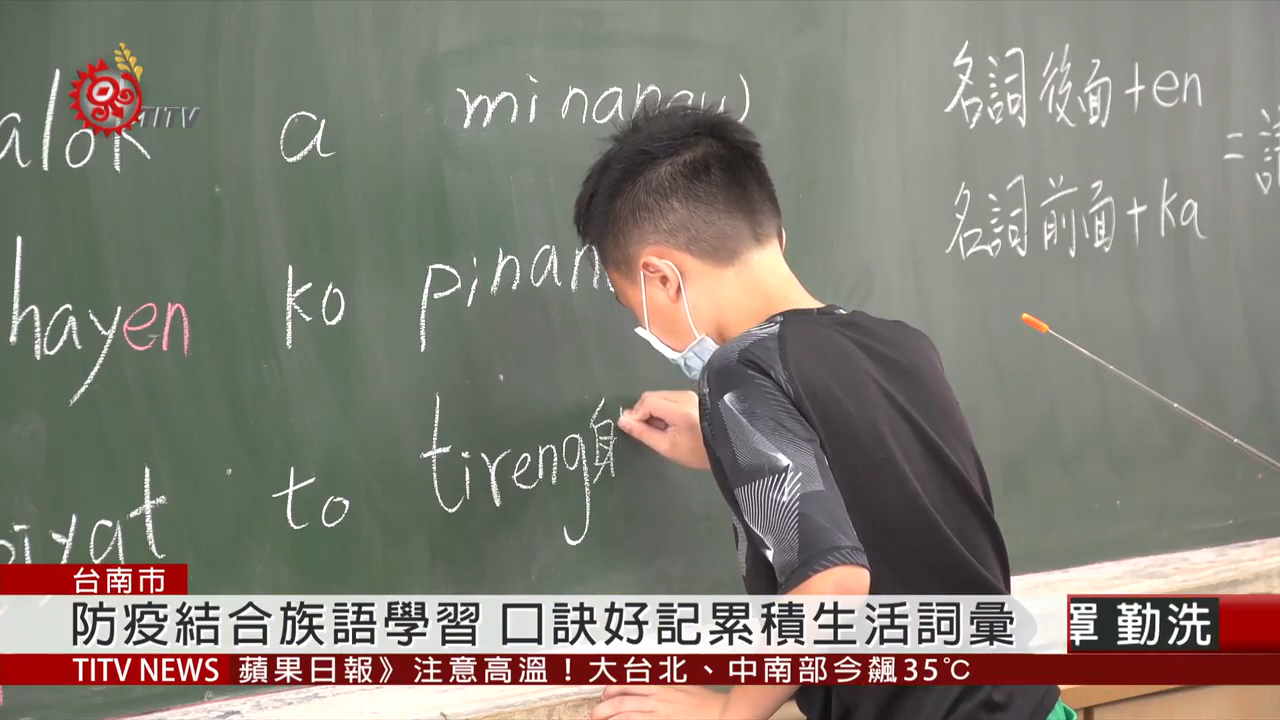 TITV
alok a minanaw)
hayen ko pinan
piyat to tireng身
名詞後面+en
名詞前面+ka
=
台南市
防疫結合族語學習 口訣好記累積生活詞彙
罩 勤洗
TITV NEWS 蘋果日報》注意高溫！大台北、中南部今飆35℃